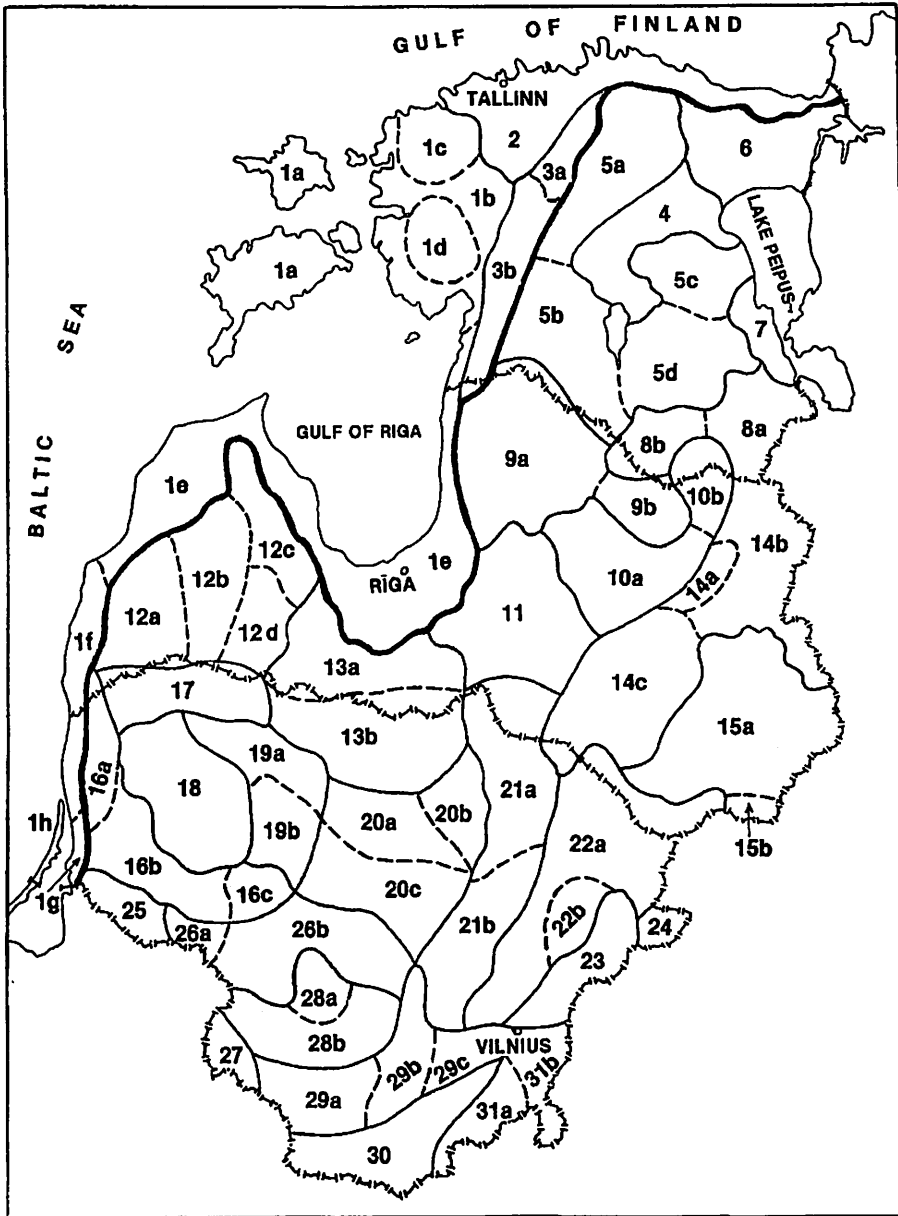 GULF OF FINLAND
TALLINN
1c
2
6
1a
3a
5a
1b
4
LAKE PEIPUS
1d
1a
3b
5c
5b
7
SEA
5d
GULF OF RIGA
8b
8a
BALTIC
9a
1e
9b
10b
12c
1e
14b
12b
RĪGA
10a
14a
12a
11
12d
1f
13a
14c
17
15a
13b
19a
16a
18
21a
20b
1h
19b
20a
22a
15b
16b
20c
1g
16c
25
21b
22b
24
26a
26b
23
28a
VILNIUS
28b
27
29b
29c
31b
29a
31a
30